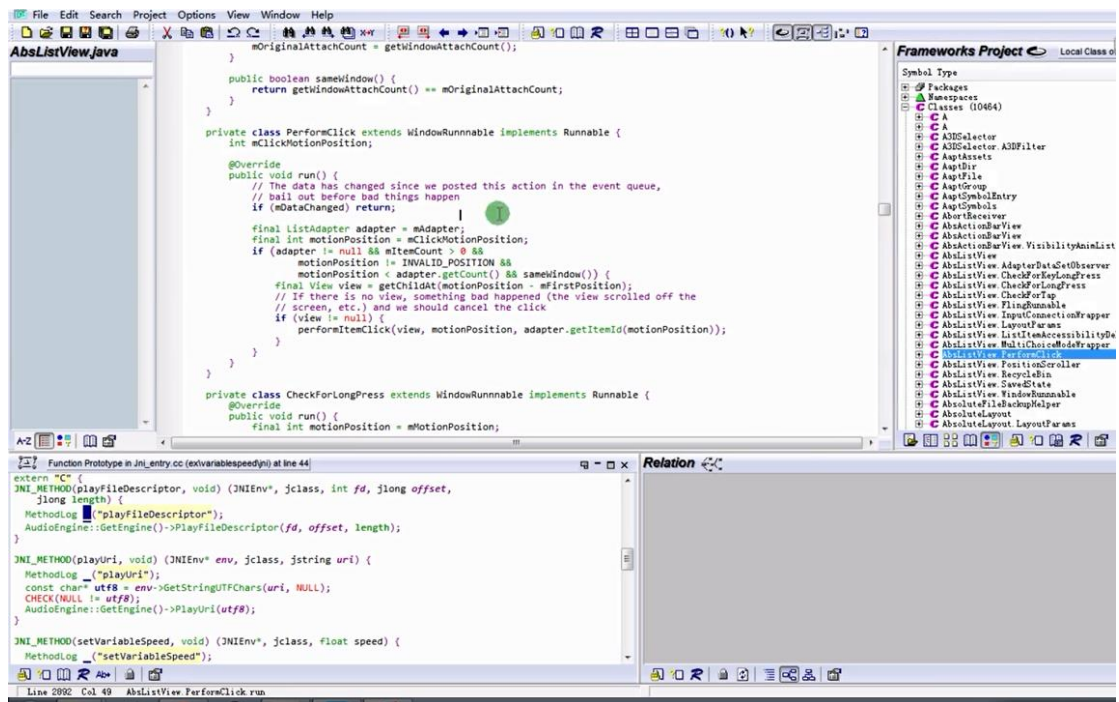 File Edit Search Project Options View Window Help
AbsListView.java
mOriginalAttachCount = getWindowAttachCount();
}
public boolean sameWindow() {
return getWindowAttachCount() == mOriginalAttachCount;
}
}
private class PerformClick extends WindowRunnnable implements Runnable {
int mClickMotionPosition;
@Override
public void run() {
// The data has changed since we posted this action in the event queue,
// bail out before bad things happen
if (mDataChanged) return;
final ListAdapter adapter = mAdapter;
final int motionPosition = mClickMotionPosition;
if (adapter != null && mItemCount > 0 &&
motionPosition != INVALID_POSITION &&
motionPosition < adapter.getCount() && sameWindow()) {
final View view = getChildAt(motionPosition - mFirstPosition);
// If there is no view, something bad happened (the view scrolled off the
// screen, etc.) and we should cancel the click
if (view != null) {
performItemClick(view, motionPosition, adapter.getItemId(motionPosition));
}
}
}
}
private class CheckForLongPress extends WindowRunnnable implements Runnable {
@Override
public void run() {
final int motionPosition = mMotionPosition;
Frameworks Project
Local Class o
Symbol Type
Packages
Namespaces
Classes (10464)
A
A
A3DSelector
A3DSelector.A3DFilter
AaptAssets
AaptDir
AaptFile
AaptGroup
AaptSymbolEntry
AaptSymbols
AbortReceiver
AbsActionBarView
AbsActionBarView
AbsActionBarView.VisibilityAnimList
AbsListView
AbsListView.AdapterDataSetObserver
AbsListView.CheckForKeyLongPress
AbsListView.CheckForLongPress
AbsListView.CheckForTap
AbsListView.FlingRunnable
AbsListView.InputConnectionWrapper
AbsListView.LayoutParams
AbsListView.ListItemAccessibilityDe
AbsListView.MultiChoiceModeWrapper
AbsListView.PerformClick
AbsListView.PositionScroller
AbsListView.RecycleBin
AbsListView.SavedState
AbsListView.WindowRunnnable
AbsoluteFileBackupHelper
AbsoluteLayout
AbsoluteLayout.LayoutParams
A-Z
Function Prototype in Jni_entry.cc (ex\variablespeed\jni) at line 44
extern "C" {
JNI_METHOD(playFileDescriptor, void) (JNIEnv*, jclass, int fd, jlong offset,
jlong length) {
MethodLog _("playFileDescriptor");
AudioEngine::GetEngine()->PlayFileDescriptor(fd, offset, length);
}
JNI_METHOD(playUri, void) (JNIEnv* env, jclass, jstring uri) {
MethodLog _("playUri");
const char* utf8 = env->GetStringUTFChars(uri, NULL);
CHECK(NULL != utf8);
AudioEngine::GetEngine()->PlayUri(utf8);
}
JNI_METHOD(setVariableSpeed, void) (JNIEnv*, jclass, float speed) {
MethodLog _("setVariableSpeed");
Relation
Line 2092 Col 49 AbsListView.PerformClick.run